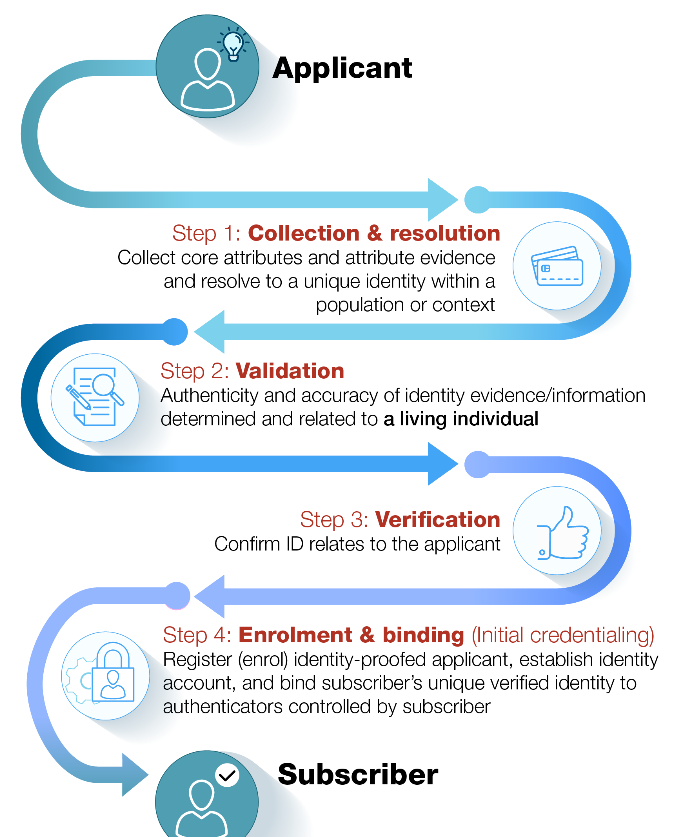 Applicant
Step 1: Collection & resolution
Collect core attributes and attribute evidence
and resolve to a unique identity within a
population or context
Step 2: Validation
Authenticity and accuracy of identity evidence/information
determined and related to a living individual
Step 3: Verification
Confirm ID relates to the applicant
Step 4: Enrolment & binding (Initial credentialing)
Register (enrol) identity-proofed applicant, establish identity
account, and bind subscriber’s unique verified identity to
authenticators controlled by subscriber
Subscriber